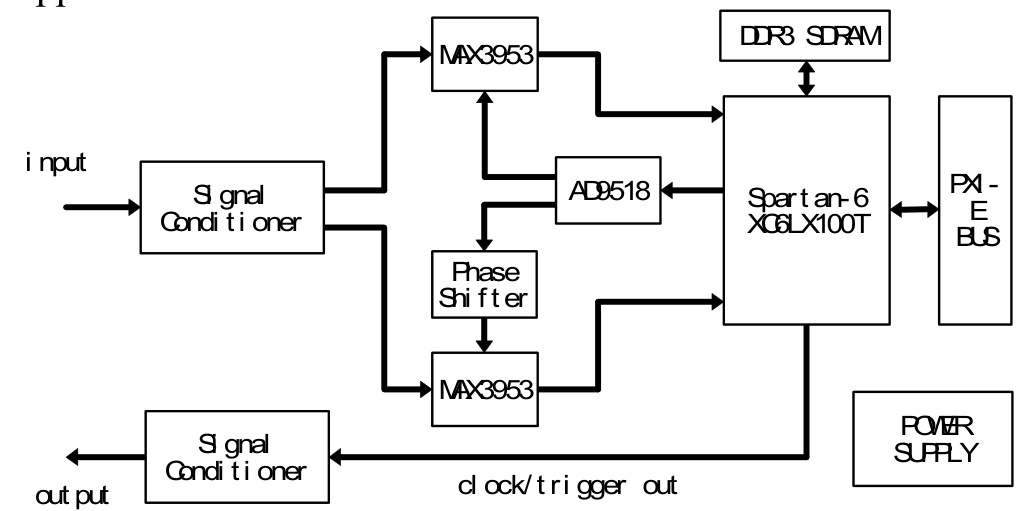 MAX3953
DDR3 SDRAM
input
Signal
Conditioner
AD9518
Spartan-6
XC6LX100T
PXI-
E
BUS
Phase
Shifter
MAX3953
Signal
Conditioner
POWER
SUPPLY
output
clock/trigger out